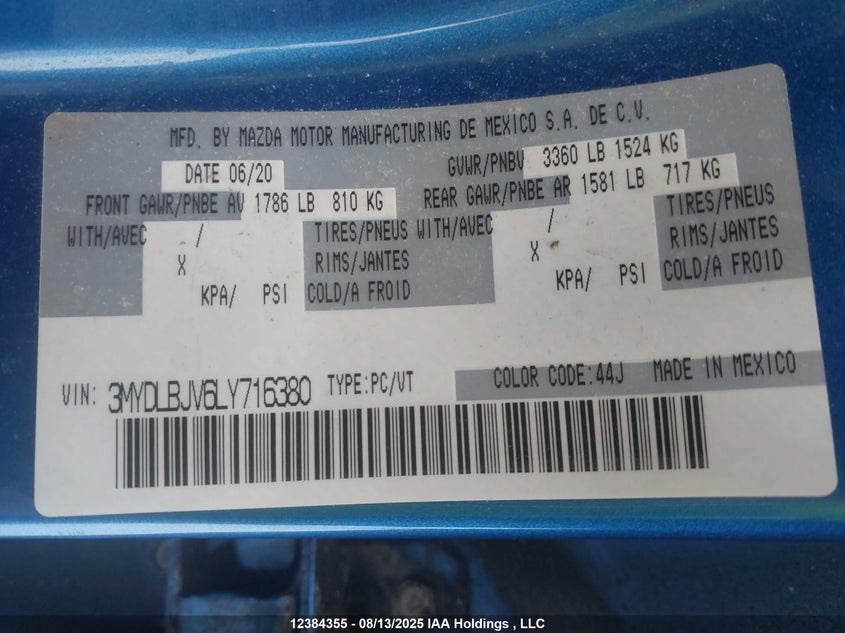 MFD. BY MAZDA MOTOR MANUFACTURING DE MEXICO S.A. DE C.V.
DATE 06/20 GVWR/PNBV 3360 LB 1524 KG
FRONT GAWR/PNBE AV 1786 LB 810 KG REAR GAWR/PNBE AR 1581 LB 717 KG
WITH/AVEC / TIRES/PNEUS WITH/AVEC / TIRES/PNEUS
X RIMS/JANTES X RIMS/JANTES
KPA/ PSI COLD/A FROID KPA/ PSI COLD/A FROID
VIN: 3MYDLBJV6LY716380 TYPE:PC/VT COLOR CODE:44J MADE IN MEXICO
12384355 - 08/13/2025 IAA Holdings , LLC